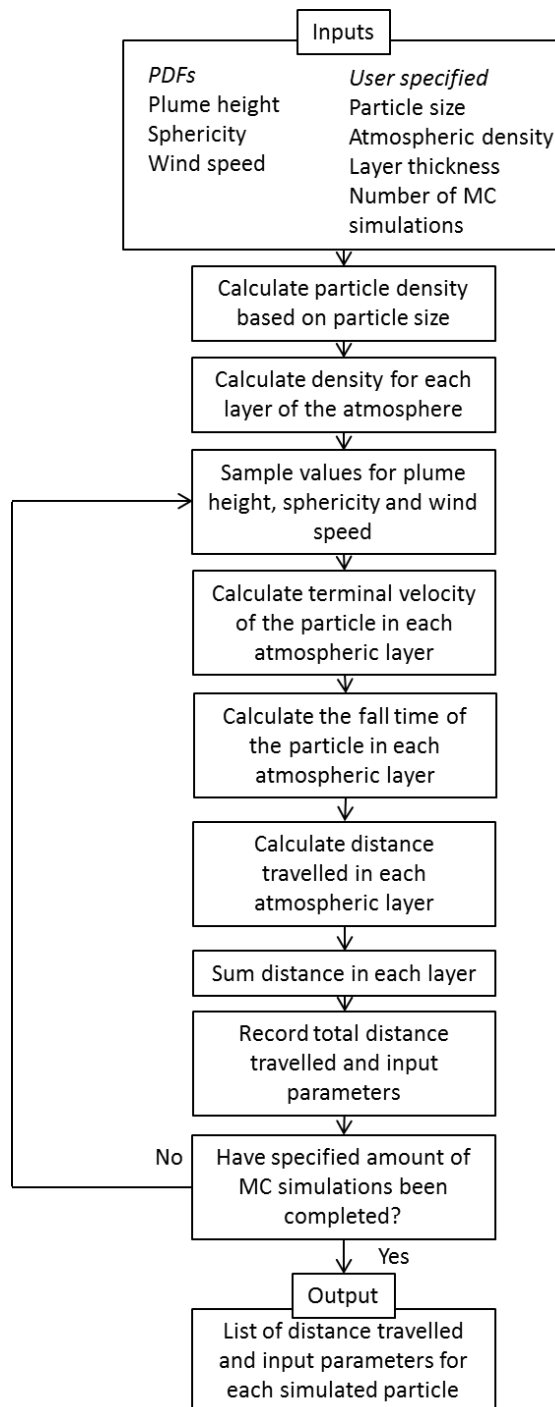 Inputs
PDFs
Plume height
Sphericity
Wind speed
User specified
Particle size
Atmospheric density
Layer thickness
Number of MC
simulations
Calculate particle density
based on particle size
Calculate density for each
layer of the atmosphere
Sample values for plume
height, sphericity and wind
speed
Calculate terminal velocity
of the particle in each
atmospheric layer
Calculate the fall time of
the particle in each
atmospheric layer
Calculate distance
travelled in each
atmospheric layer
Sum distance in each layer
Record total distance
travelled and input
parameters
No
Have specified amount of
MC simulations been
completed?
Yes
Output
List of distance travelled
and input parameters for
each simulated particle